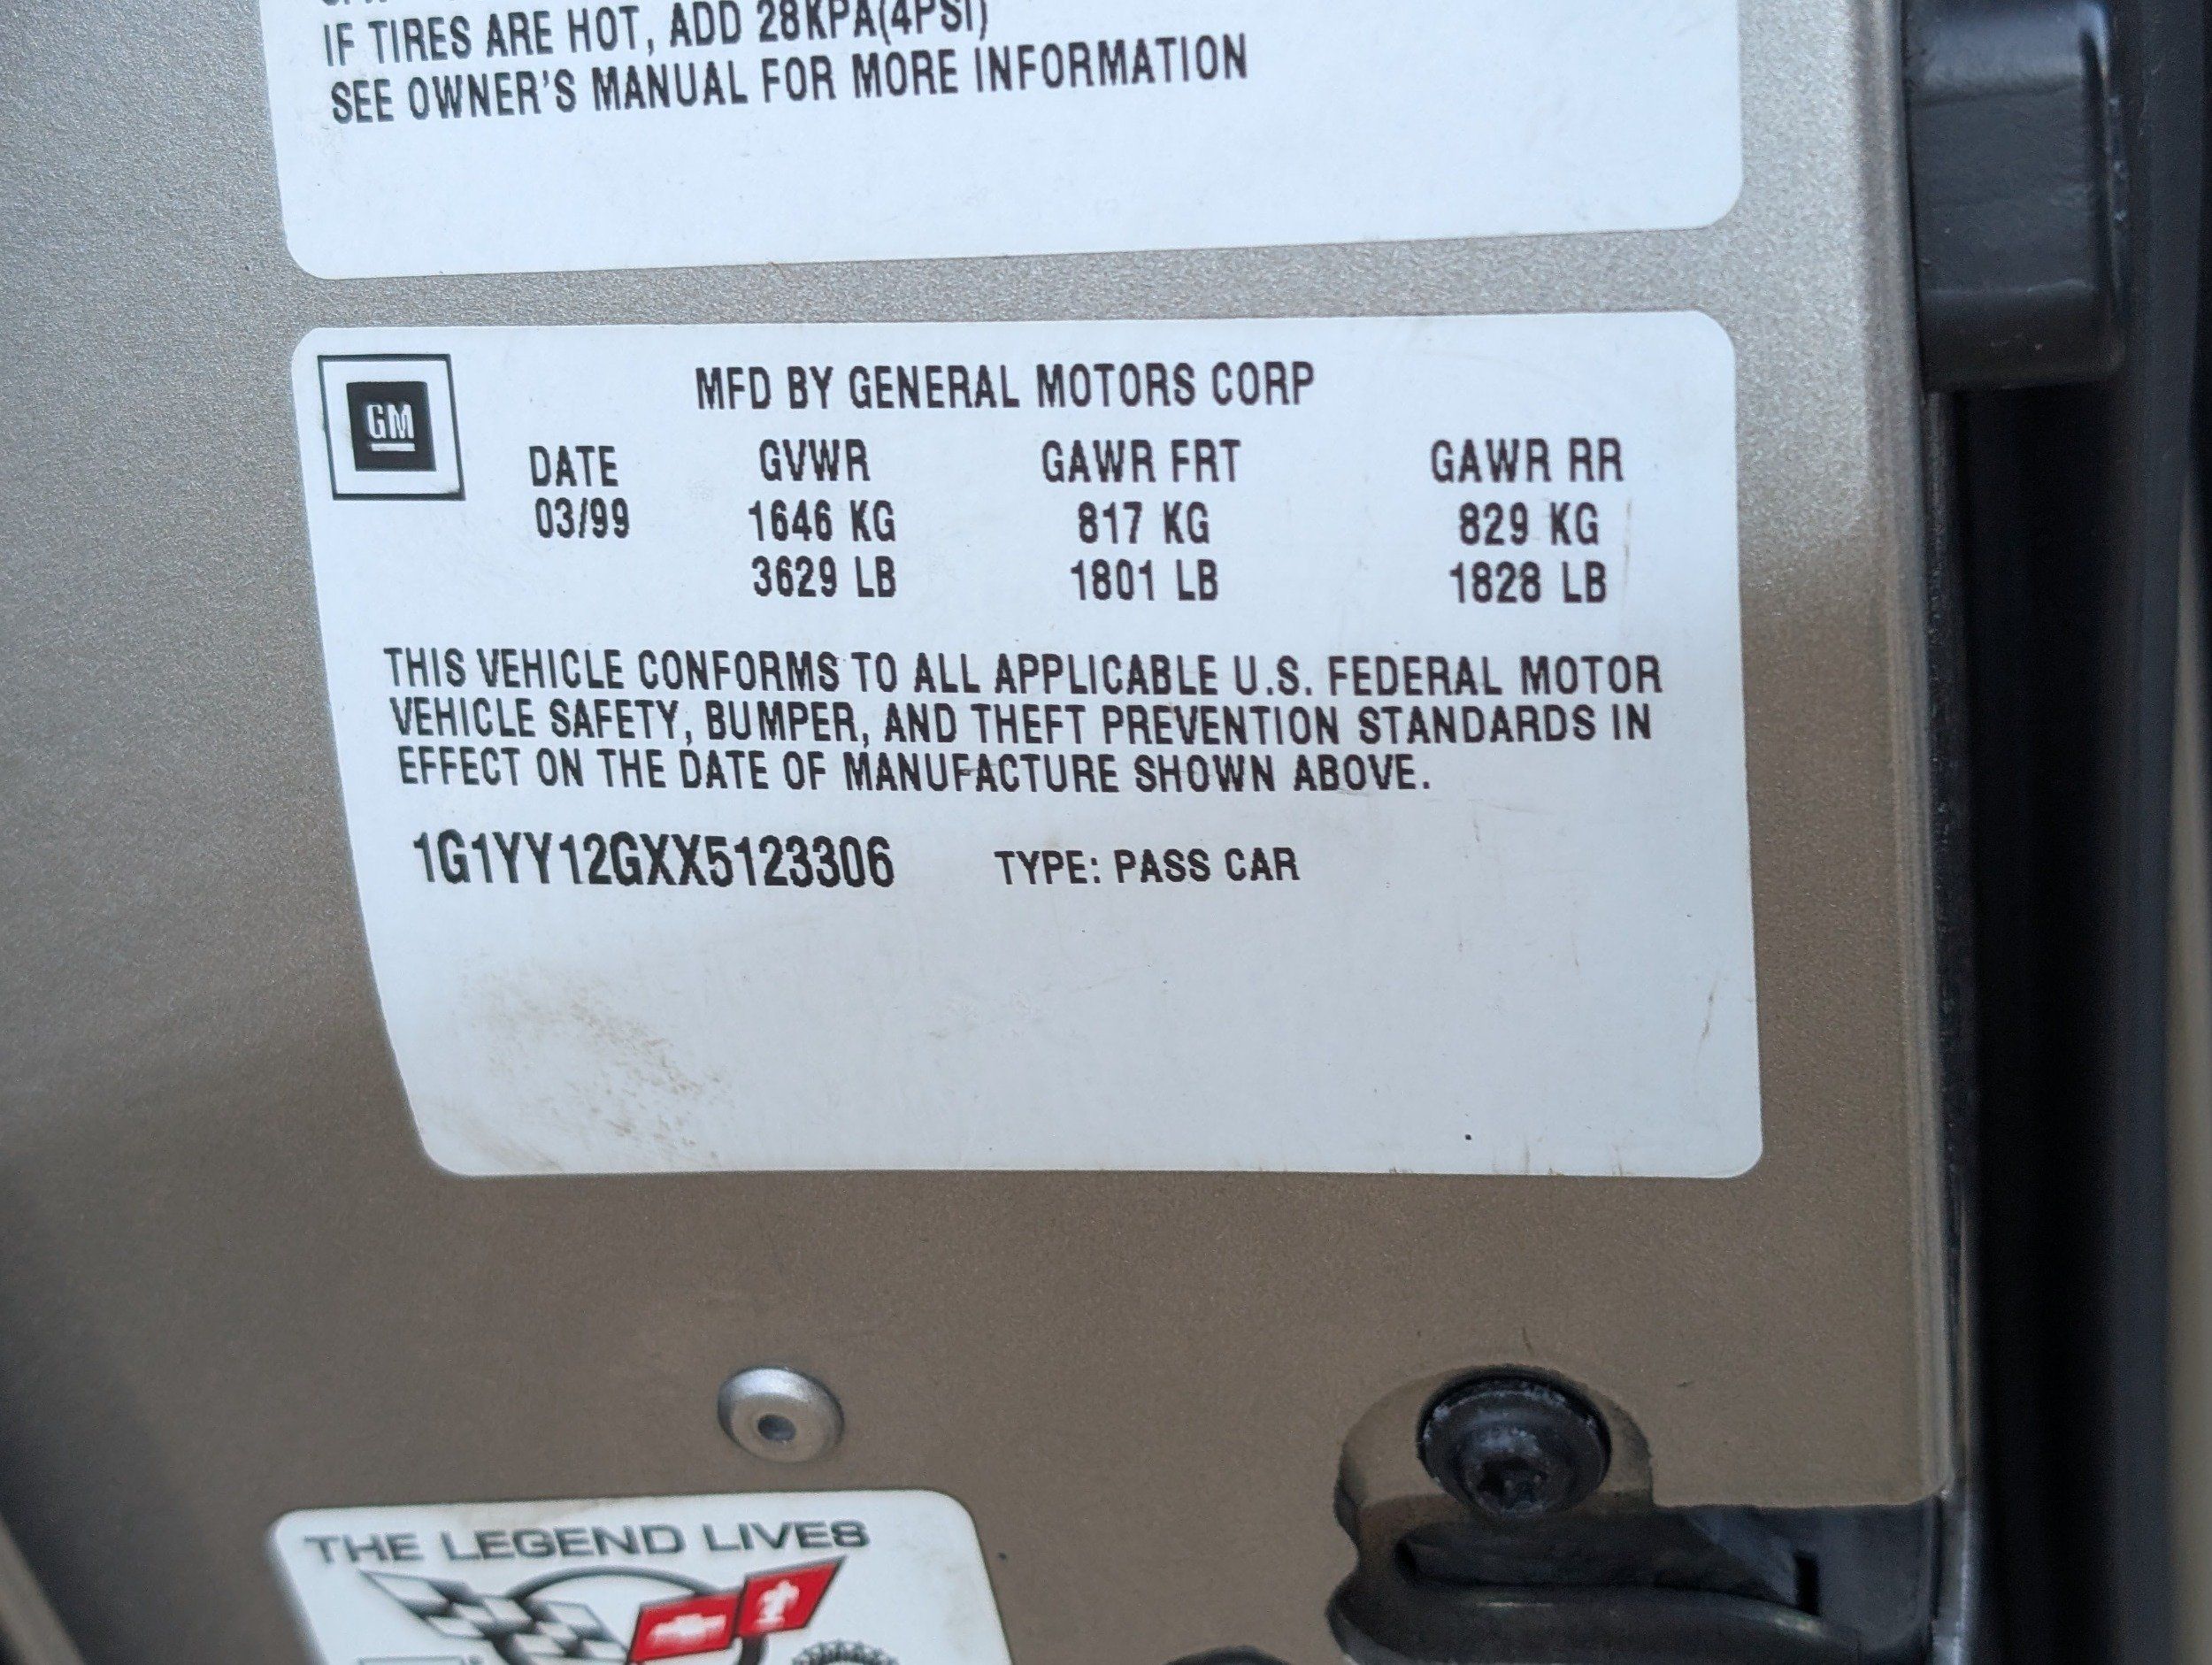 IF TIRES ARE HOT, ADD 28KPA(4PSI)
SEE OWNER'S MANUAL FOR MORE INFORMATION
GM
MFD BY GENERAL MOTORS CORP
DATE GVWR GAWR FRT GAWR RR
03/99 1646 KG 817 KG 829 KG
3629 LB 1801 LB 1828 LB
THIS VEHICLE CONFORMS TO ALL APPLICABLE U.S. FEDERAL MOTOR
VEHICLE SAFETY, BUMPER, AND THEFT PREVENTION STANDARDS IN
EFFECT ON THE DATE OF MANUFACTURE SHOWN ABOVE.
1G1YY12GXX5123306 TYPE: PASS CAR
THE LEGEND LIVES